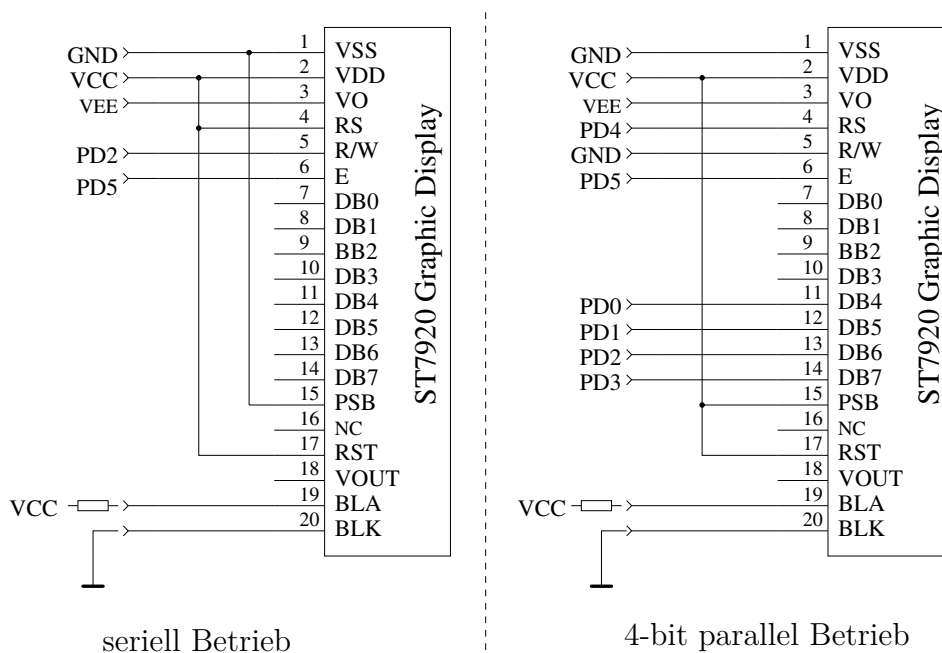 GND 1 VSS
VCC 2 VDD
VEE 3 VO
4 RS
PD2 5 R/W
PD5 6 E
7 DB0
8 DB1
9 BB2
10 DB3
11 DB4
12 DB5
13 DB6
14 DB7
15 PSB
16 NC
17 RST
18 VOUT
VCC 19 BLA
20 BLK
ST7920 Graphic Display
seriell Betrieb
GND 1 VSS
VCC 2 VDD
VEE 3 VO
PD4 4 RS
GND 5 R/W
PD5 6 E
7 DB0
8 DB1
9 BB2
10 DB3
PD0 11 DB4
PD1 12 DB5
PD2 13 DB6
PD3 14 DB7
15 PSB
16 NC
17 RST
18 VOUT
VCC 19 BLA
20 BLK
ST7920 Graphic Display
4-bit parallel Betrieb